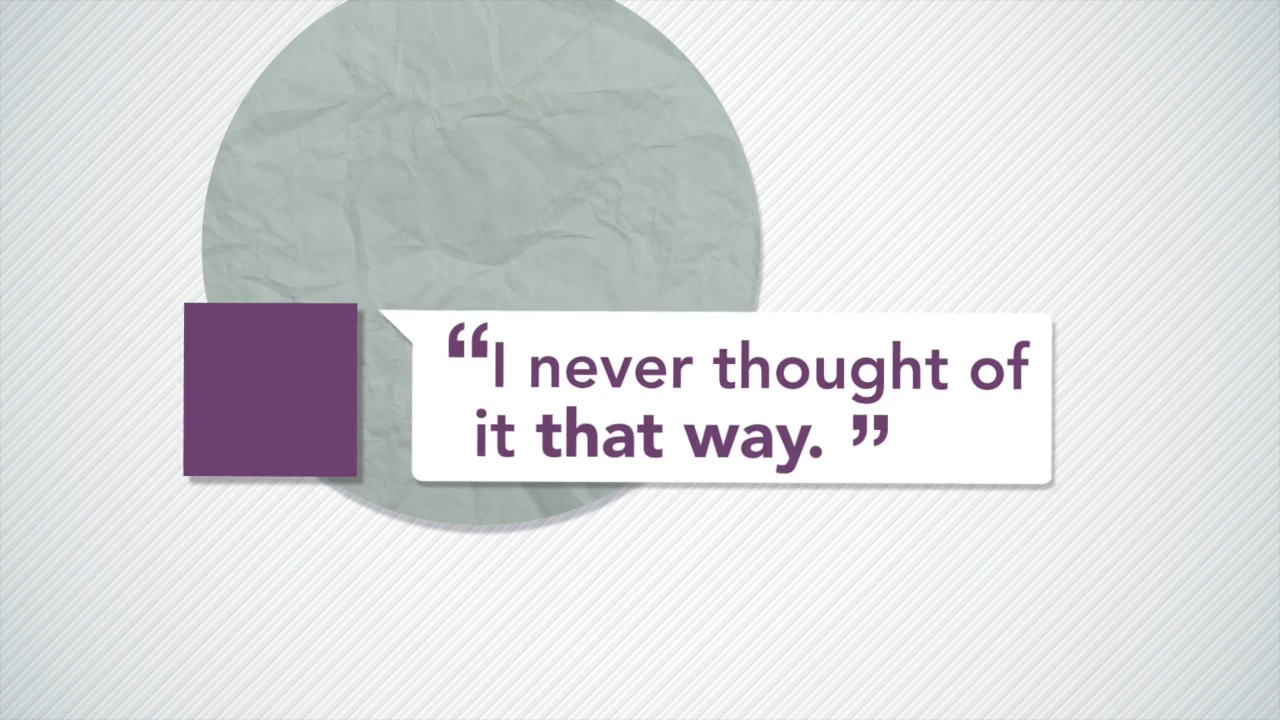 “I never thought of
it that way. ”